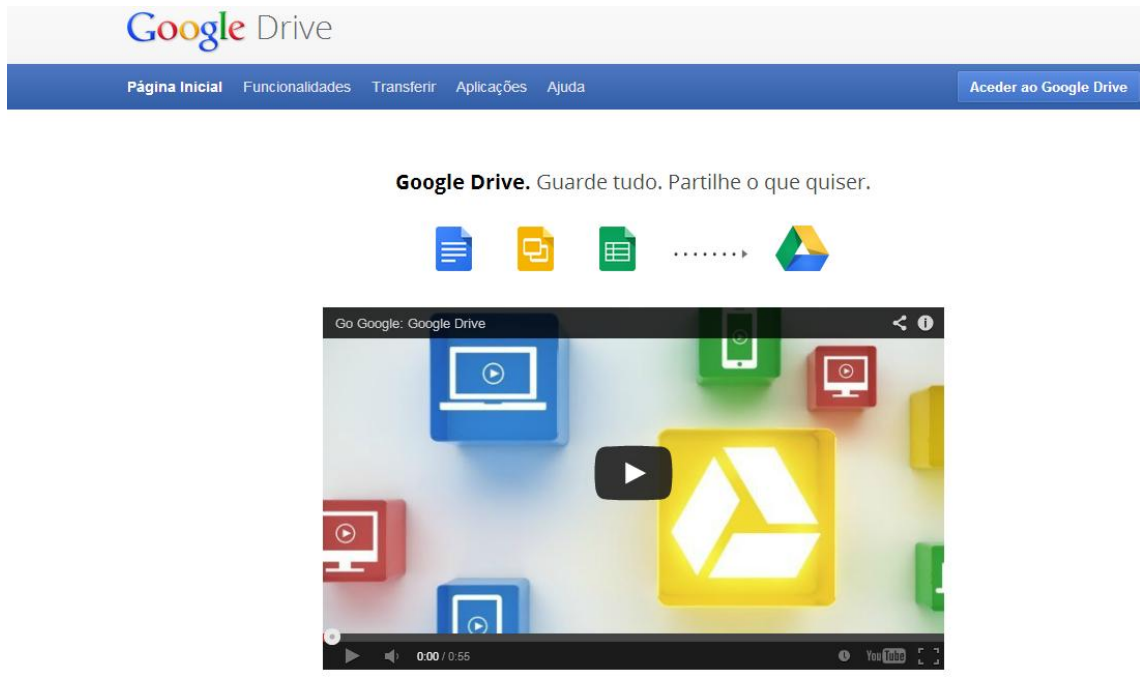 Google Drive
Página Inicial Funcionalidades Transferir Aplicações Ajuda Aceder ao Google Drive
Google Drive. Guarde tudo. Partilhe o que quiser.
Go Google: Google Drive
0:00 / 0:55 YouTube